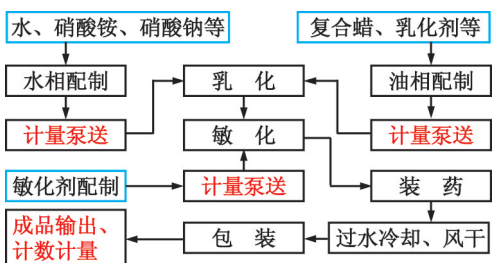 水、硝酸铵、硝酸钠等
复合蜡、乳化剂等
水相配制
乳 化
油相配制
计量泵送
敏 化
计量泵送
敏化剂配制
计量泵送
装 药
成品输出、
计数计量
包 装
过水冷却、风干